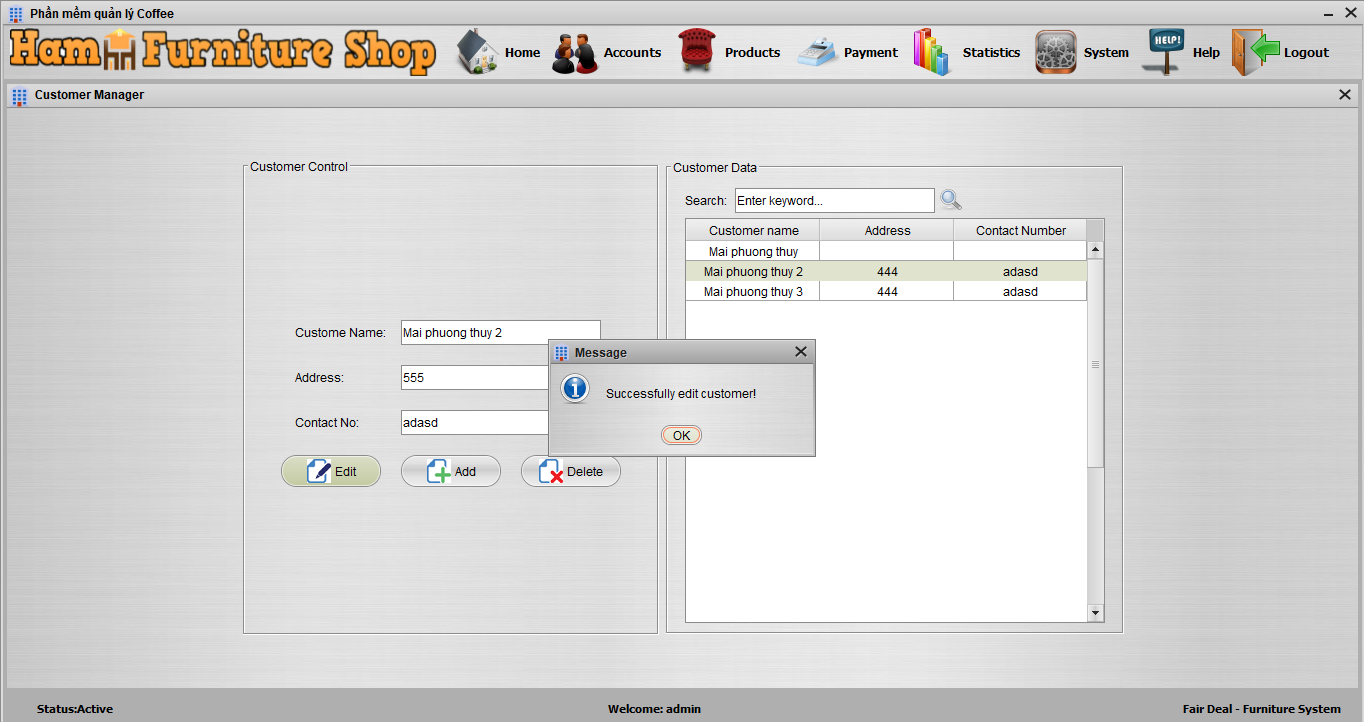 Phần mềm quản lý Coffee
Ham Furniture Shop
Home
Accounts
Products
Payment
Statistics
System
HELP!
Help
Logout
Customer Manager
Customer Control
Custome Name:
Mai phuong thuy 2
Address:
555
Contact No:
adasd
Edit
Add
Delete
Customer Data
Search:
Enter keyword...
Customer name Address Contact Number
Mai phuong thuy
Mai phuong thuy 2 444 adasd
Mai phuong thuy 3 444 adasd
Message
Successfully edit customer!
OK
Status:Active
Welcome: admin
Fair Deal - Furniture System